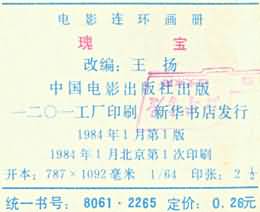 电影连环画册
瑰宝
改编：王扬
中国电影出版社出版
一二〇一工厂印刷 新华书店发行
1984年1月第1版
1984年1月北京第1次印刷
开本：787×1092毫米 1/64 印张：2 1/2
统一书号：8061·2265 定价：0.26元